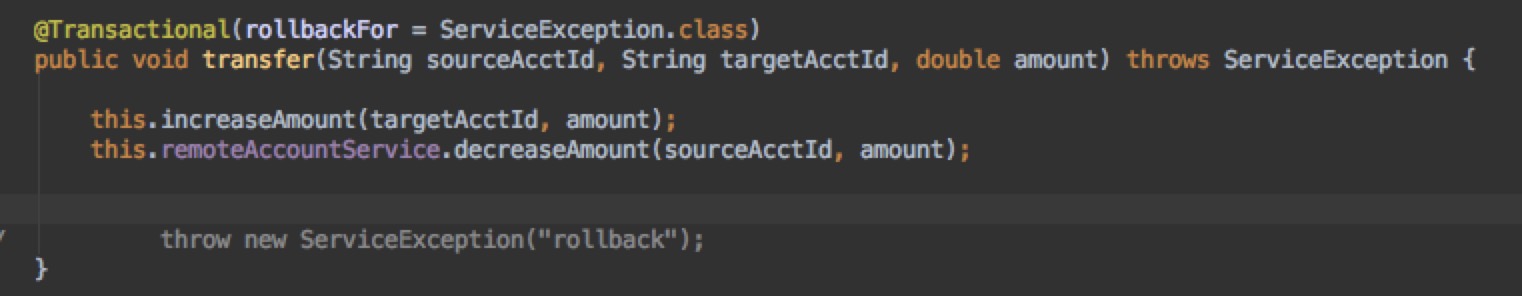 @Transactional(rollbackFor = ServiceException.class)
public void transfer(String sourceAcctId, String targetAcctId, double amount) throws ServiceException {
this.increaseAmount(targetAcctId, amount);
this.remoteAccountService.decreaseAmount(sourceAcctId, amount);
throw new ServiceException("rollback");
}